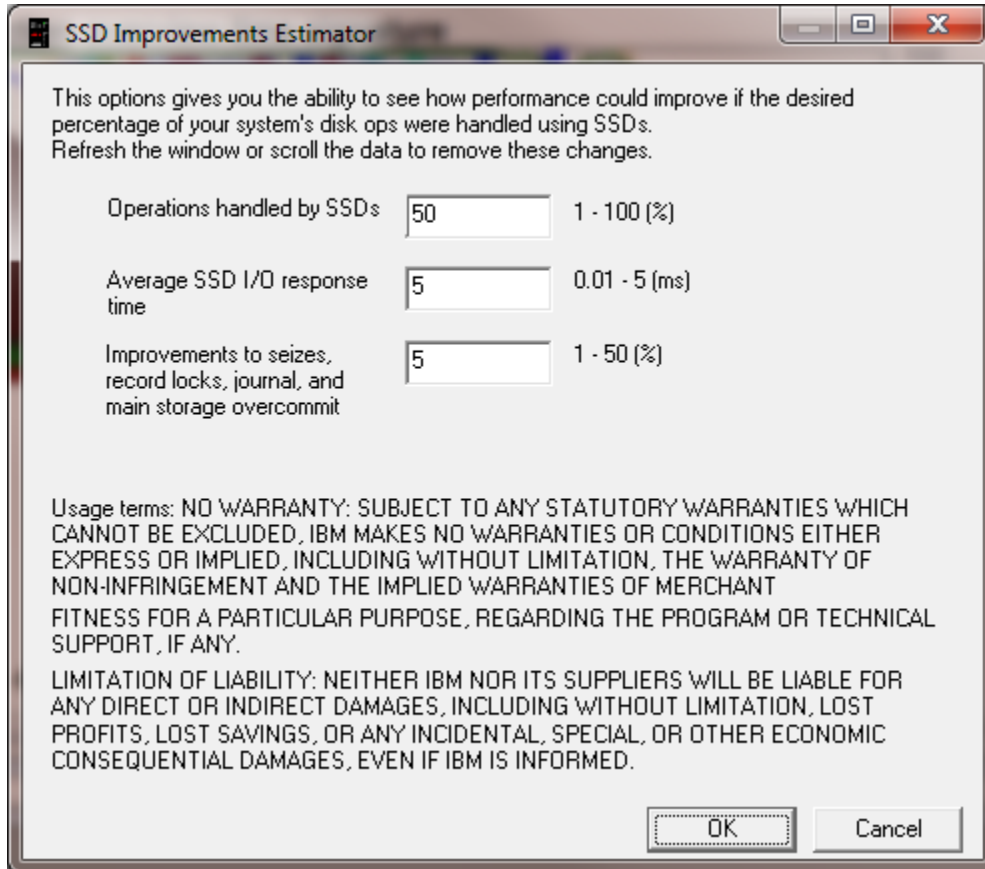 SSD Improvements Estimator
This options gives you the ability to see how performance could improve if the desired
percentage of your system's disk ops were handled using SSDs.
Refresh the window or scroll the data to remove these changes.
Operations handled by SSDs 50 1 - 100 (%)
Average SSD I/O response
time 5 0.01 - 5 (ms)
Improvements to seizes,
record locks, journal, and
main storage overcommit 5 1 - 50 (%)
Usage terms: NO WARRANTY: SUBJECT TO ANY STATUTORY WARRANTIES WHICH
CANNOT BE EXCLUDED, IBM MAKES NO WARRANTIES OR CONDITIONS EITHER
EXPRESS OR IMPLIED, INCLUDING WITHOUT LIMITATION, THE WARRANTY OF
NON-INFRINGEMENT AND THE IMPLIED WARRANTIES OF MERCHANT
FITNESS FOR A PARTICULAR PURPOSE, REGARDING THE PROGRAM OR TECHNICAL
SUPPORT, IF ANY.
LIMITATION OF LIABILITY: NEITHER IBM NOR ITS SUPPLIERS WILL BE LIABLE FOR
ANY DIRECT OR INDIRECT DAMAGES, INCLUDING WITHOUT LIMITATION, LOST
PROFITS, LOST SAVINGS, OR ANY INCIDENTAL, SPECIAL, OR OTHER ECONOMIC
CONSEQUENTIAL DAMAGES, EVEN IF IBM IS INFORMED.
OK Cancel